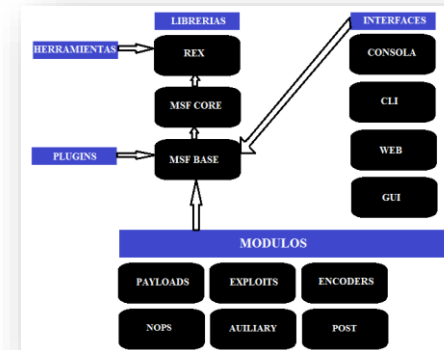 LIBRERIAS
INTERFACES
HERRAMIENTAS
REX
CONSOLA
MSF CORE
CLI
PLUGINS
MSF BASE
WEB
GUI
MODULOS
PAYLOADS
EXPLOITS
ENCODERS
NOPS
AUILIARY
POST